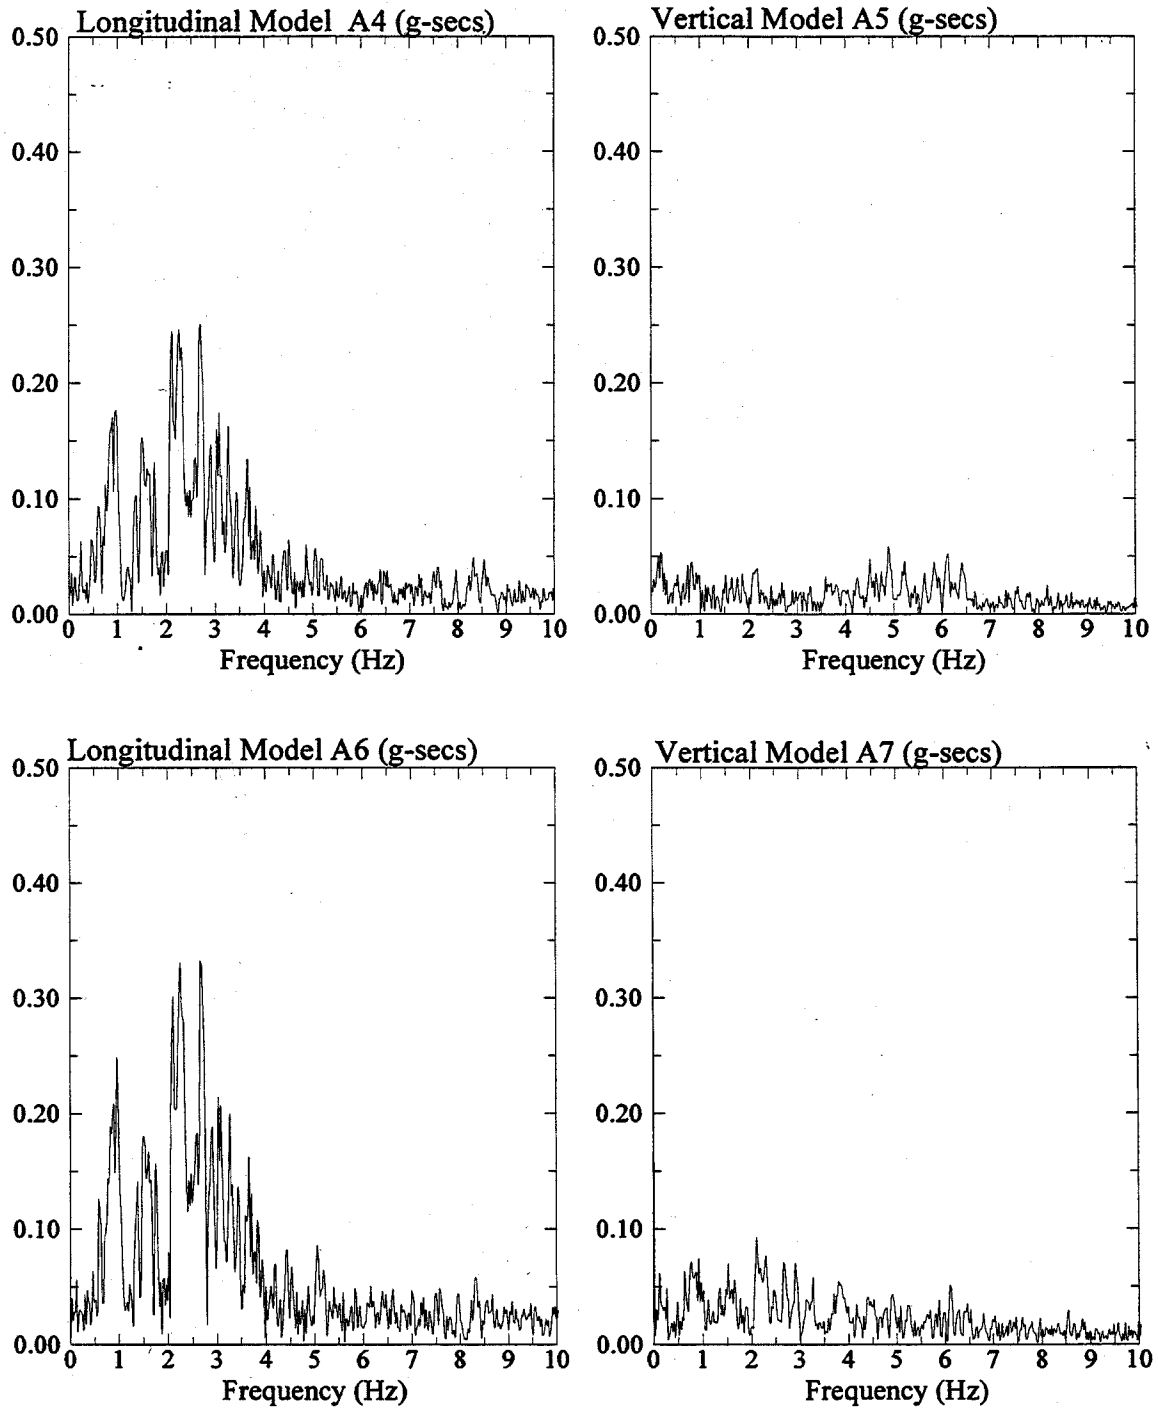 Longitudinal Model A4 (g-secs)
0.50
0.40
0.30
0.20
0.10
0.00
0 1 2 3 4 5 6 7 8 9 10
Frequency (Hz)
Vertical Model A5 (g-secs)
0.50
0.40
0.30
0.20
0.10
0.00
0 1 2 3 4 5 6 7 8 9 10
Frequency (Hz)
Longitudinal Model A6 (g-secs)
0.50
0.40
0.30
0.20
0.10
0.00
0 1 2 3 4 5 6 7 8 9 10
Frequency (Hz)
Vertical Model A7 (g-secs)
0.50
0.40
0.30
0.20
0.10
0.00
0 1 2 3 4 5 6 7 8 9 10
Frequency (Hz)